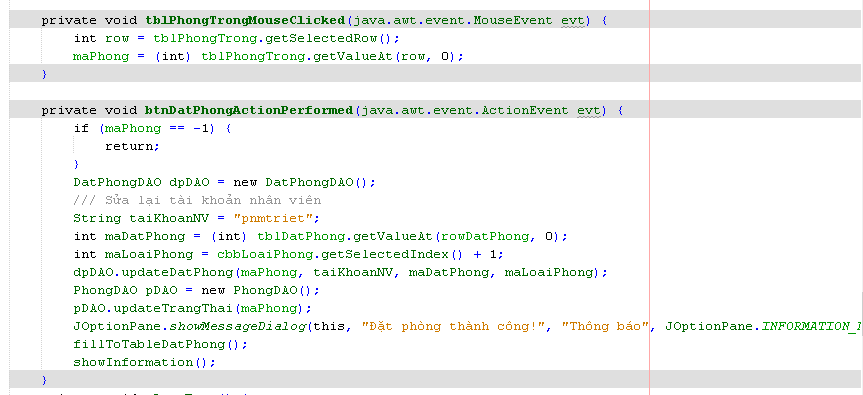 private void tblPhongTrongMouseClicked(java.awt.event.MouseEvent evt) {
int row = tblPhongTrong.getSelectedRow();
maPhong = (int) tblPhongTrong.getValueAt(row, 0);
}
private void btnDatPhongActionPerformed(java.awt.event.ActionEvent evt) {
if (maPhong == -1) {
return;
}
DatPhongDAO dpDAO = new DatPhongDAO();
/// Sửa lại tài khoản nhân viên
String taiKhoanNV = "pnmtriet";
int maDatPhong = (int) tblDatPhong.getValueAt(rowDatPhong, 0);
int maLoaiPhong = cbbLoaiPhong.getSelectedIndex() + 1;
dpDAO.updateDatPhong(maPhong, taiKhoanNV, maDatPhong, maLoaiPhong);
PhongDAO pDAO = new PhongDAO();
pDAO.updateTrangThai(maPhong);
JOptionPane.showMessageDialog(this, "Đặt phòng thành công!", "Thông báo", JOptionPane.INFORMATION_
fillToTableDatPhong();
showInformation();
}